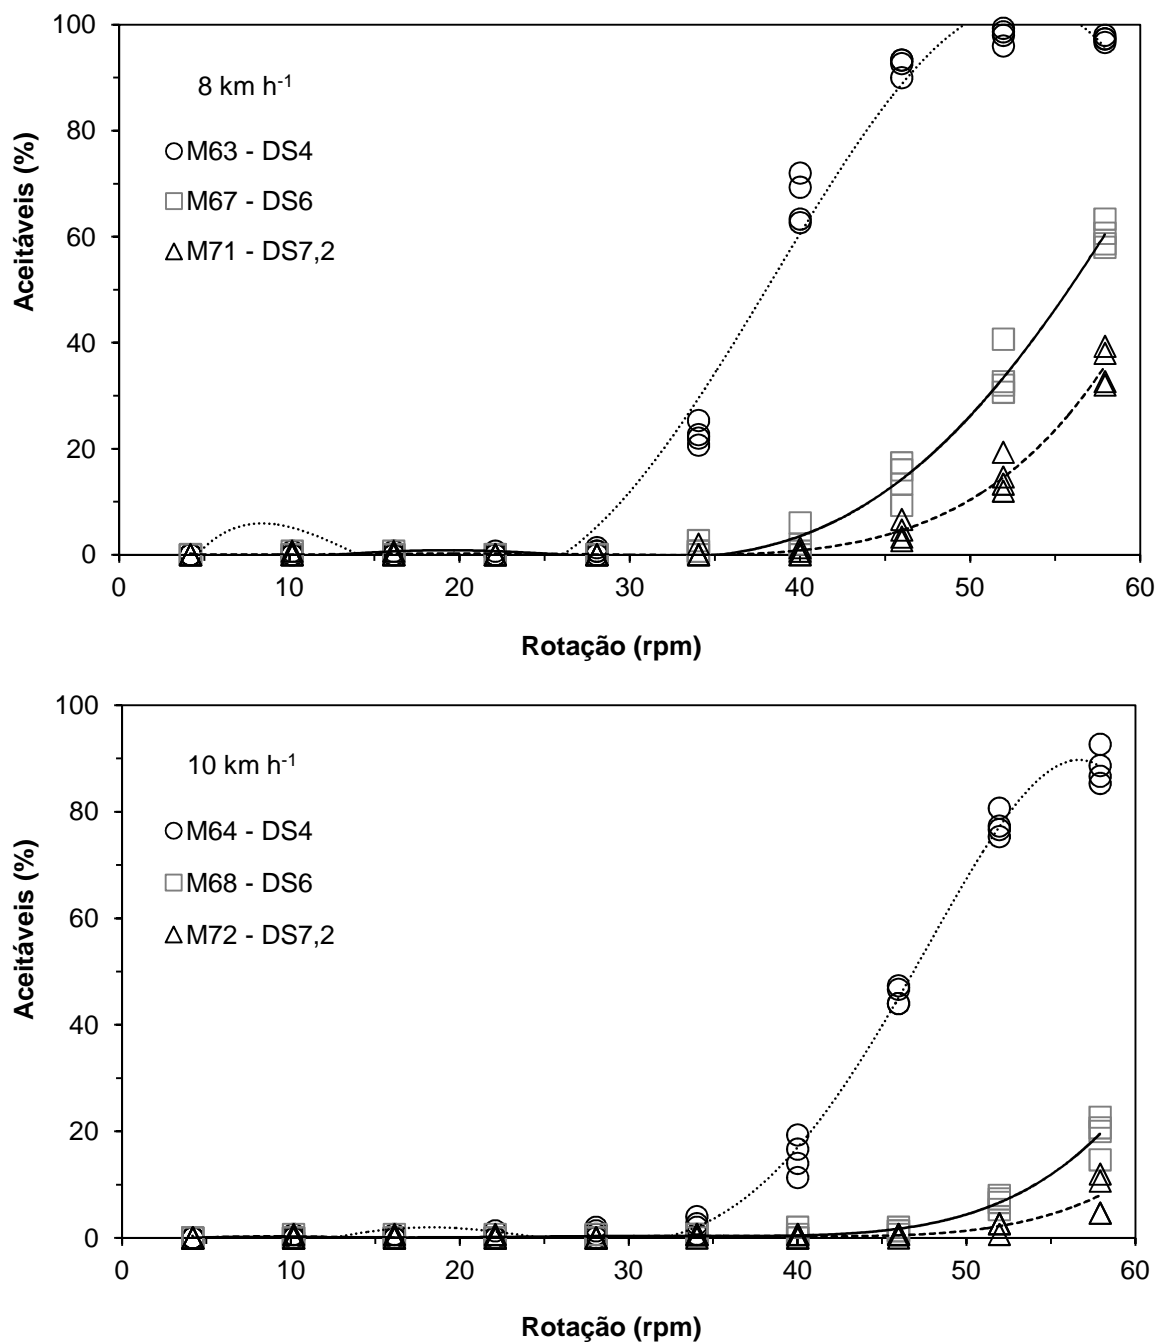 100
80
60
40
20
0
Aceitáveis (%)
8 km h-1
M63 - DS4
M67 - DS6
M71 - DS7,2
0 10 20 30 40 50 60
Rotação (rpm)
100
80
60
40
20
0
Aceitáveis (%)
10 km h-1
M64 - DS4
M68 - DS6
M72 - DS7,2
0 10 20 30 40 50 60
Rotação (rpm)